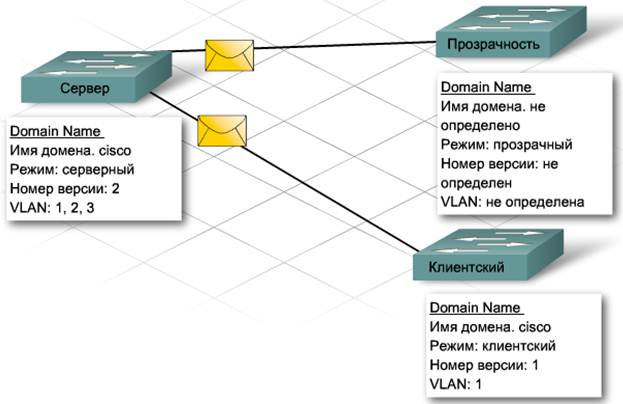 Сервер
Domain Name
Имя домена. cisco
Режим: серверный
Номер версии: 2
VLAN: 1, 2, 3
Прозрачность
Domain Name
Имя домена. не
определено
Режим: прозрачный
Номер версии: не
определен
VLAN: не определена
Клиентский
Domain Name
Имя домена. cisco
Режим: клиентский
Номер версии: 1
VLAN: 1